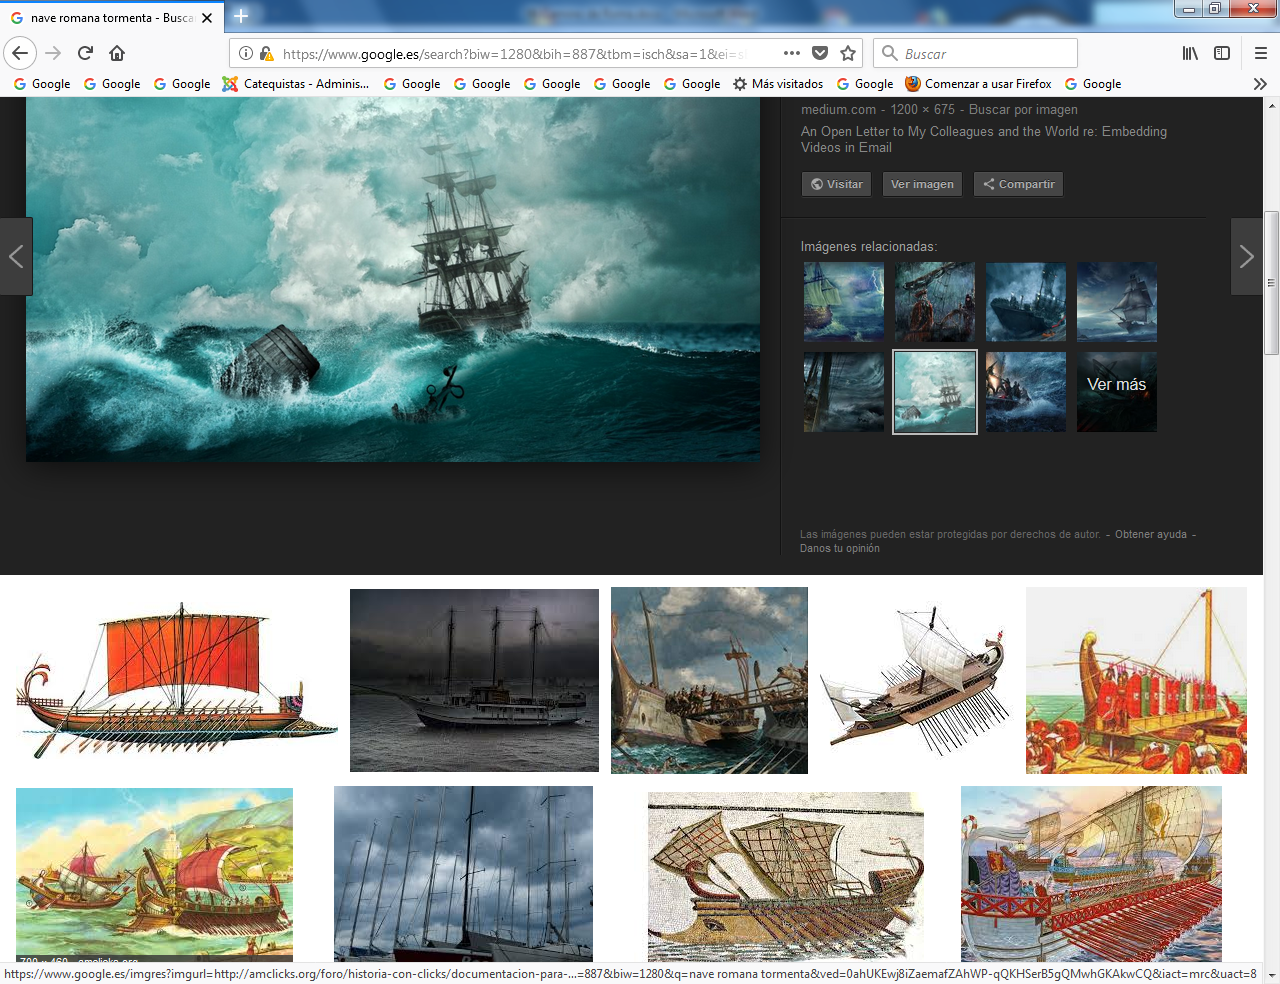 nave romana tormenta - Busca
https://www.google.es/search?biw=1280&bih=887&tbm=isch&sa=1&ei=s
Buscar
Google
Google
Google
Catequistas - Adminis...
Google
Google
Google
Google
Google
Más visitados
Google
Comenzar a usar Firefox
Google
medium.com - 1200 × 675 - Buscar por imagen
An Open Letter to My Colleagues and the World re: Embedding
Videos in Email
Visitar
Ver imagen
Compartir
Imágenes relacionadas:
Ver más
Las imágenes pueden estar protegidas por derechos de autor. - Obtener ayuda -
Danos tu opinión
700 × 460 - amclicks.org
https://www.google.es/imgres?imgurl=http://amclicks.org/foro/historia-con-clicks/documentacion-para-...=887&biw=1280&q=nave romana tormenta&ved=0ahUKEwj8iZaemafZAhWP-qQKHSerB5gQMwhGKAkwCQ&iact=mrc&uact=8